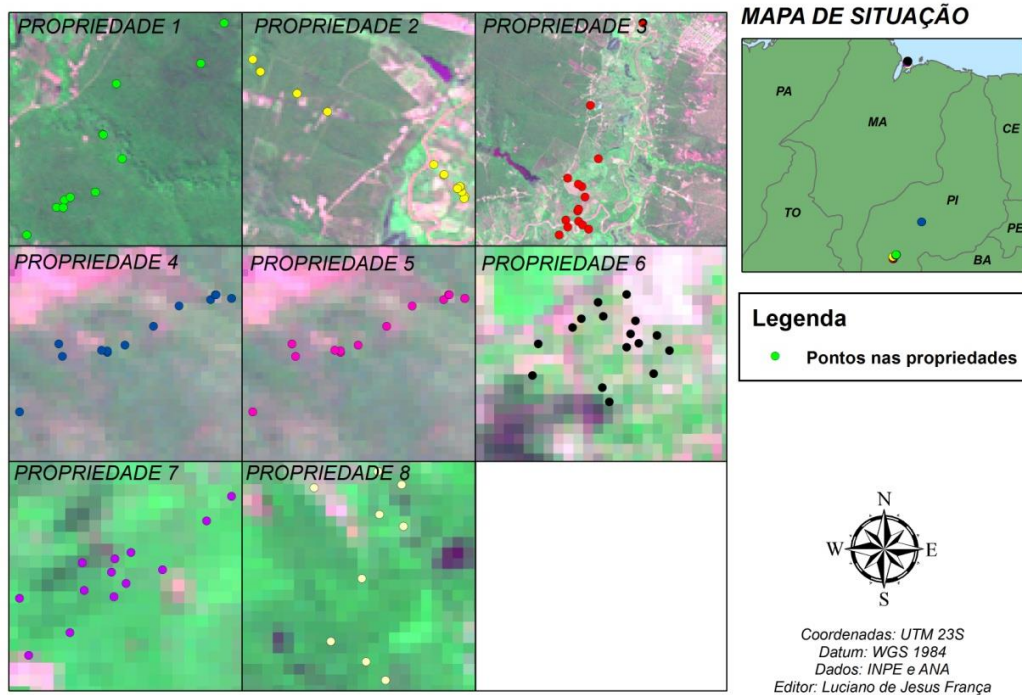 PROPRIEDADE 1
PROPRIEDADE 2
PROPRIEDADE 3
PROPRIEDADE 4
PROPRIEDADE 5
PROPRIEDADE 6
PROPRIEDADE 7
PROPRIEDADE 8
MAPA DE SITUAÇÃO
PA
MA
CE
TO
PI
PE
BA
Legenda
Pontos nas propriedades
N
W E
S
Coordenadas: UTM 23S
Datum: WGS 1984
Dados: INPE e ANA
Editor: Luciano de Jesus França